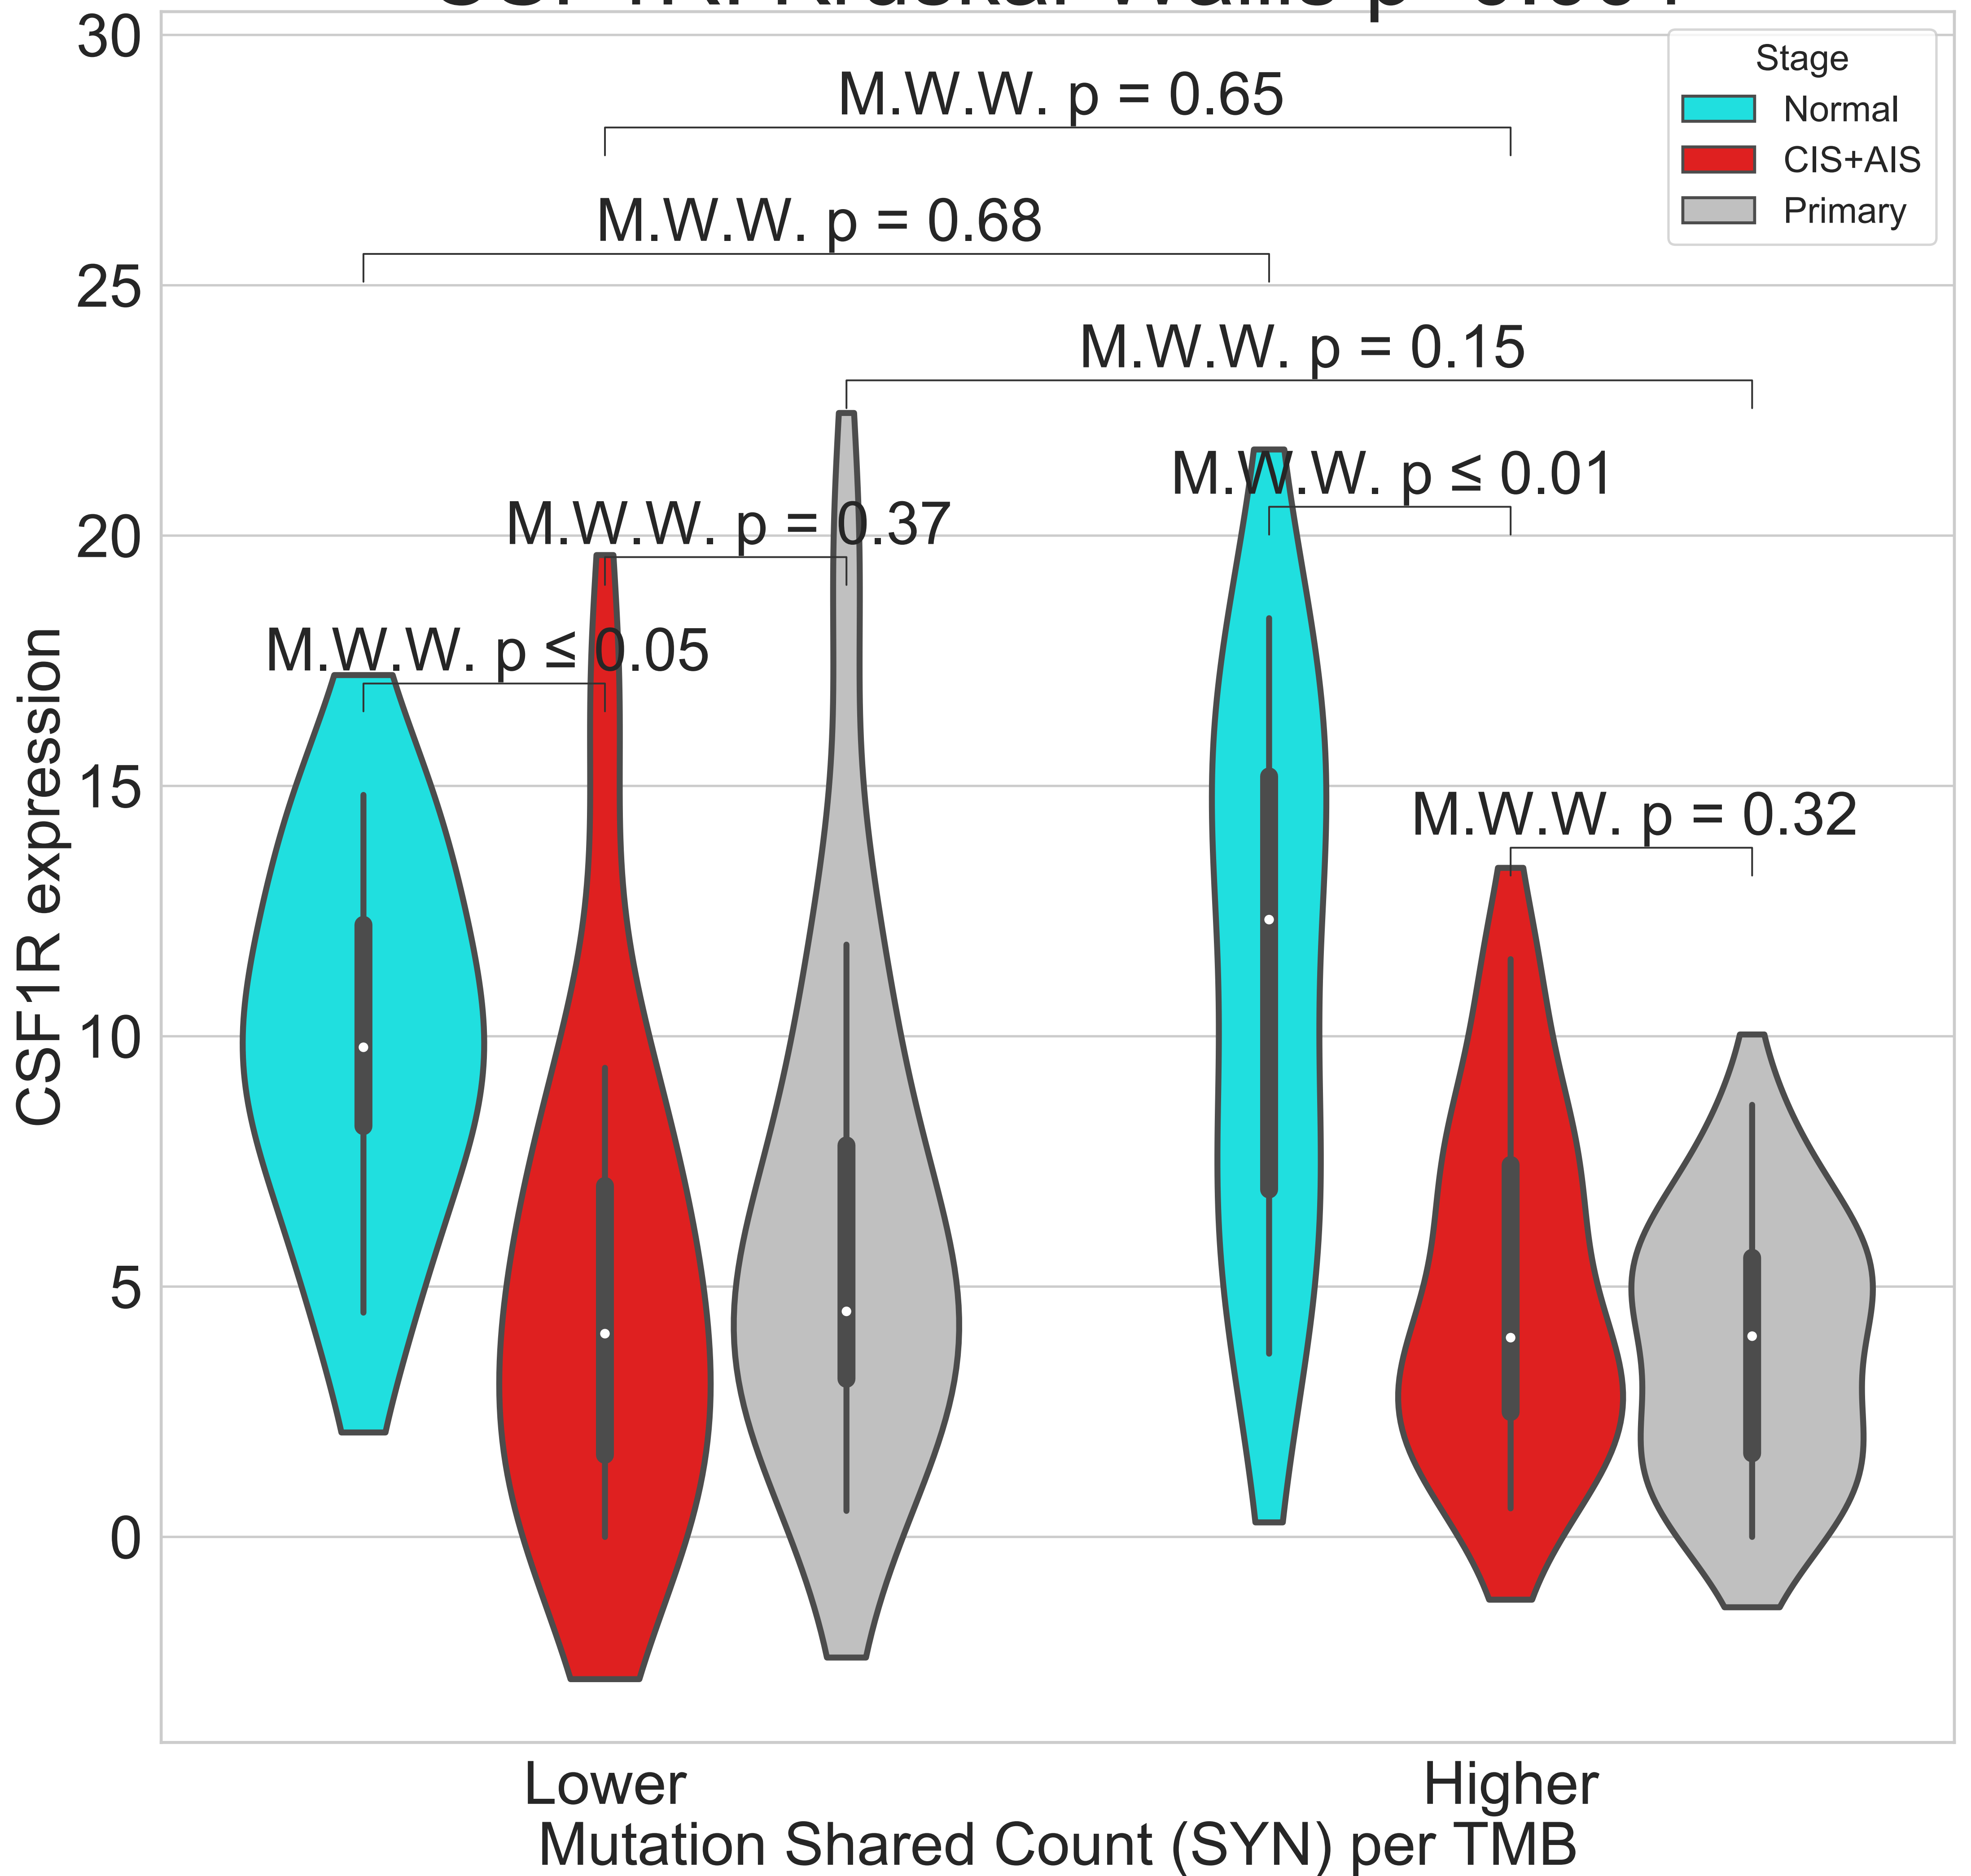 30
M.W.W. p = 0.65
Stage
Normal
CIS+AIS
Primary
M.W.W. p = 0.68
25
M.W.W. p = 0.15
M.W.W. p ≤ 0.01
20
M.W.W. p = 0.37
M.W.W. p ≤ 0.05
15
M.W.W. p = 0.32
CSF1R expression
10
5
0
Lower
Higher
Mutation Shared Count (SYN) per TMB